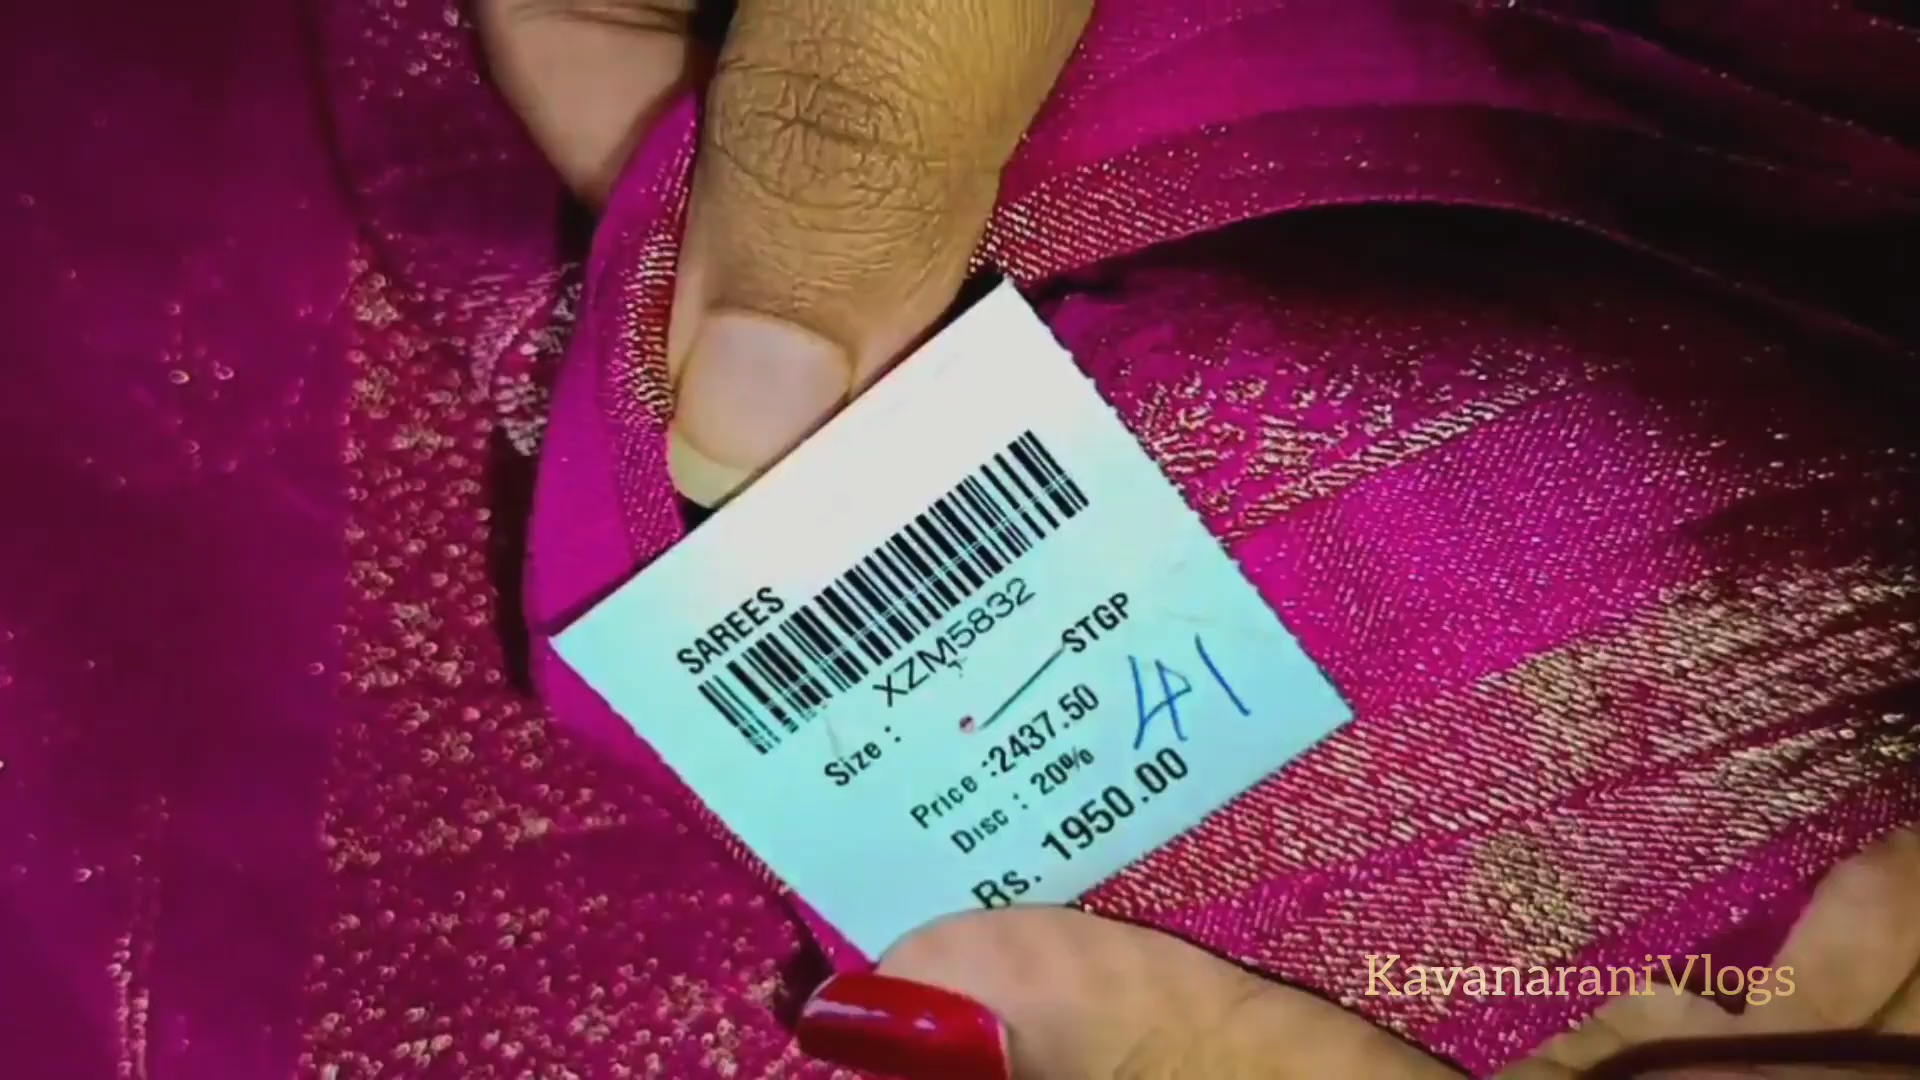 SAREES
XZM5832
Size :
STGP
Price :2437.50
41
Disc : 20%
Rs. 1950.00
KavanaraniVlogs